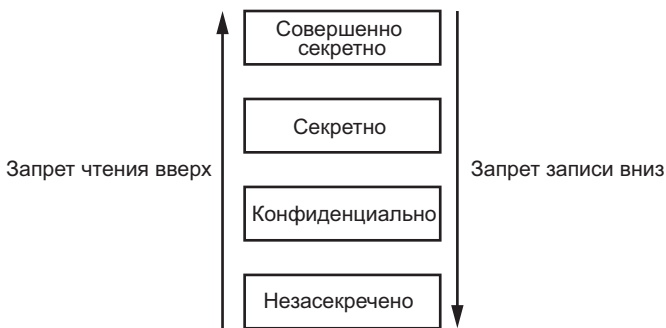 Совершенно
секретно
Секретно
Запрет чтения вверх
Запрет записи вниз
Конфиденциально
Незасекречено